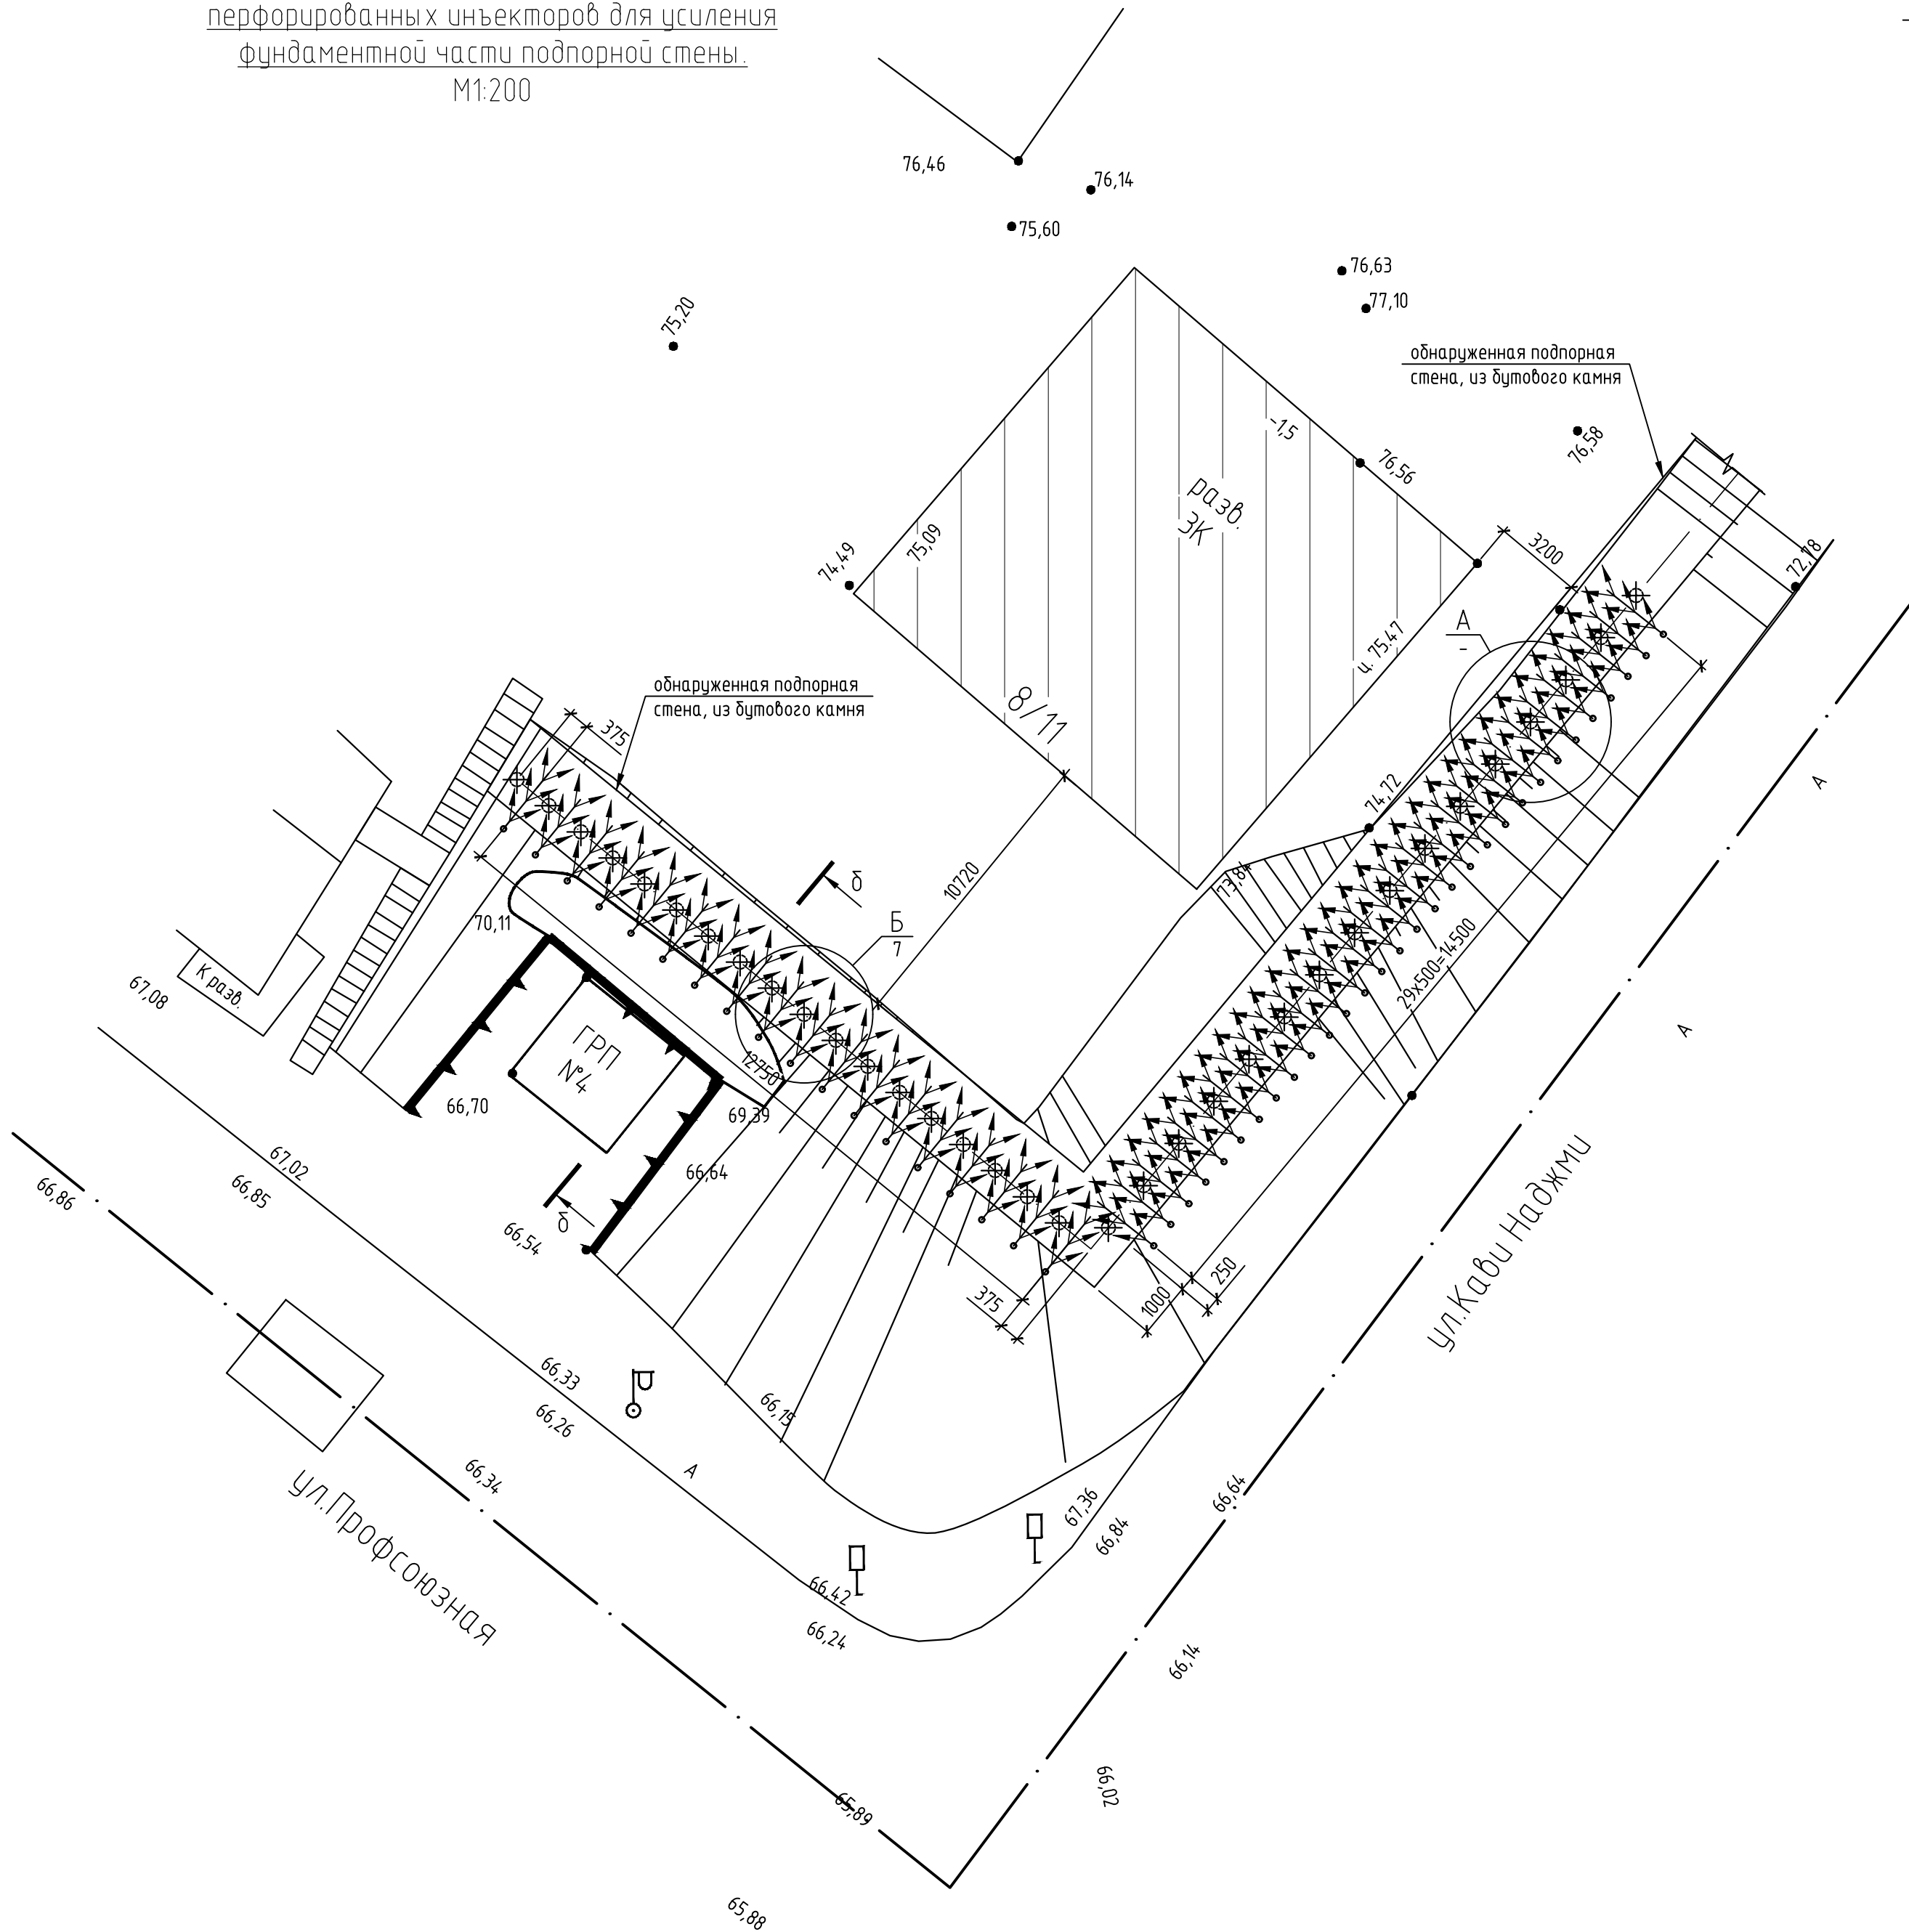 перфорированных инъекторов для усиления
фундаментной части подпорной стены.
М1:200
76,46
76,14
75,60
76,63
77,10
75,20
обнаруженная подпорная
стена, из бутового камня
76,58
-1,5
76,56
разв.
3К
75,09
74,49
3200
72,78
А
-
ц. 75.47
обнаруженная подпорная
стена, из бутового камня
8/11
375
74,72
А
10720
73,84
б
Б
7
70,11
29х500=14500
67,08
К разв.
ГРП
№4
12750
А
66,70
69,39
66,64
67,02
66,85
66,86
66,54
б
ул.Кави Наджми
250
1000
375
66,33
66,26
66,15
66,34
А
ул.Профсоюзная
67,36
66,84
66,64
66,42
66,24
66,14
66,02
65,89
65,88